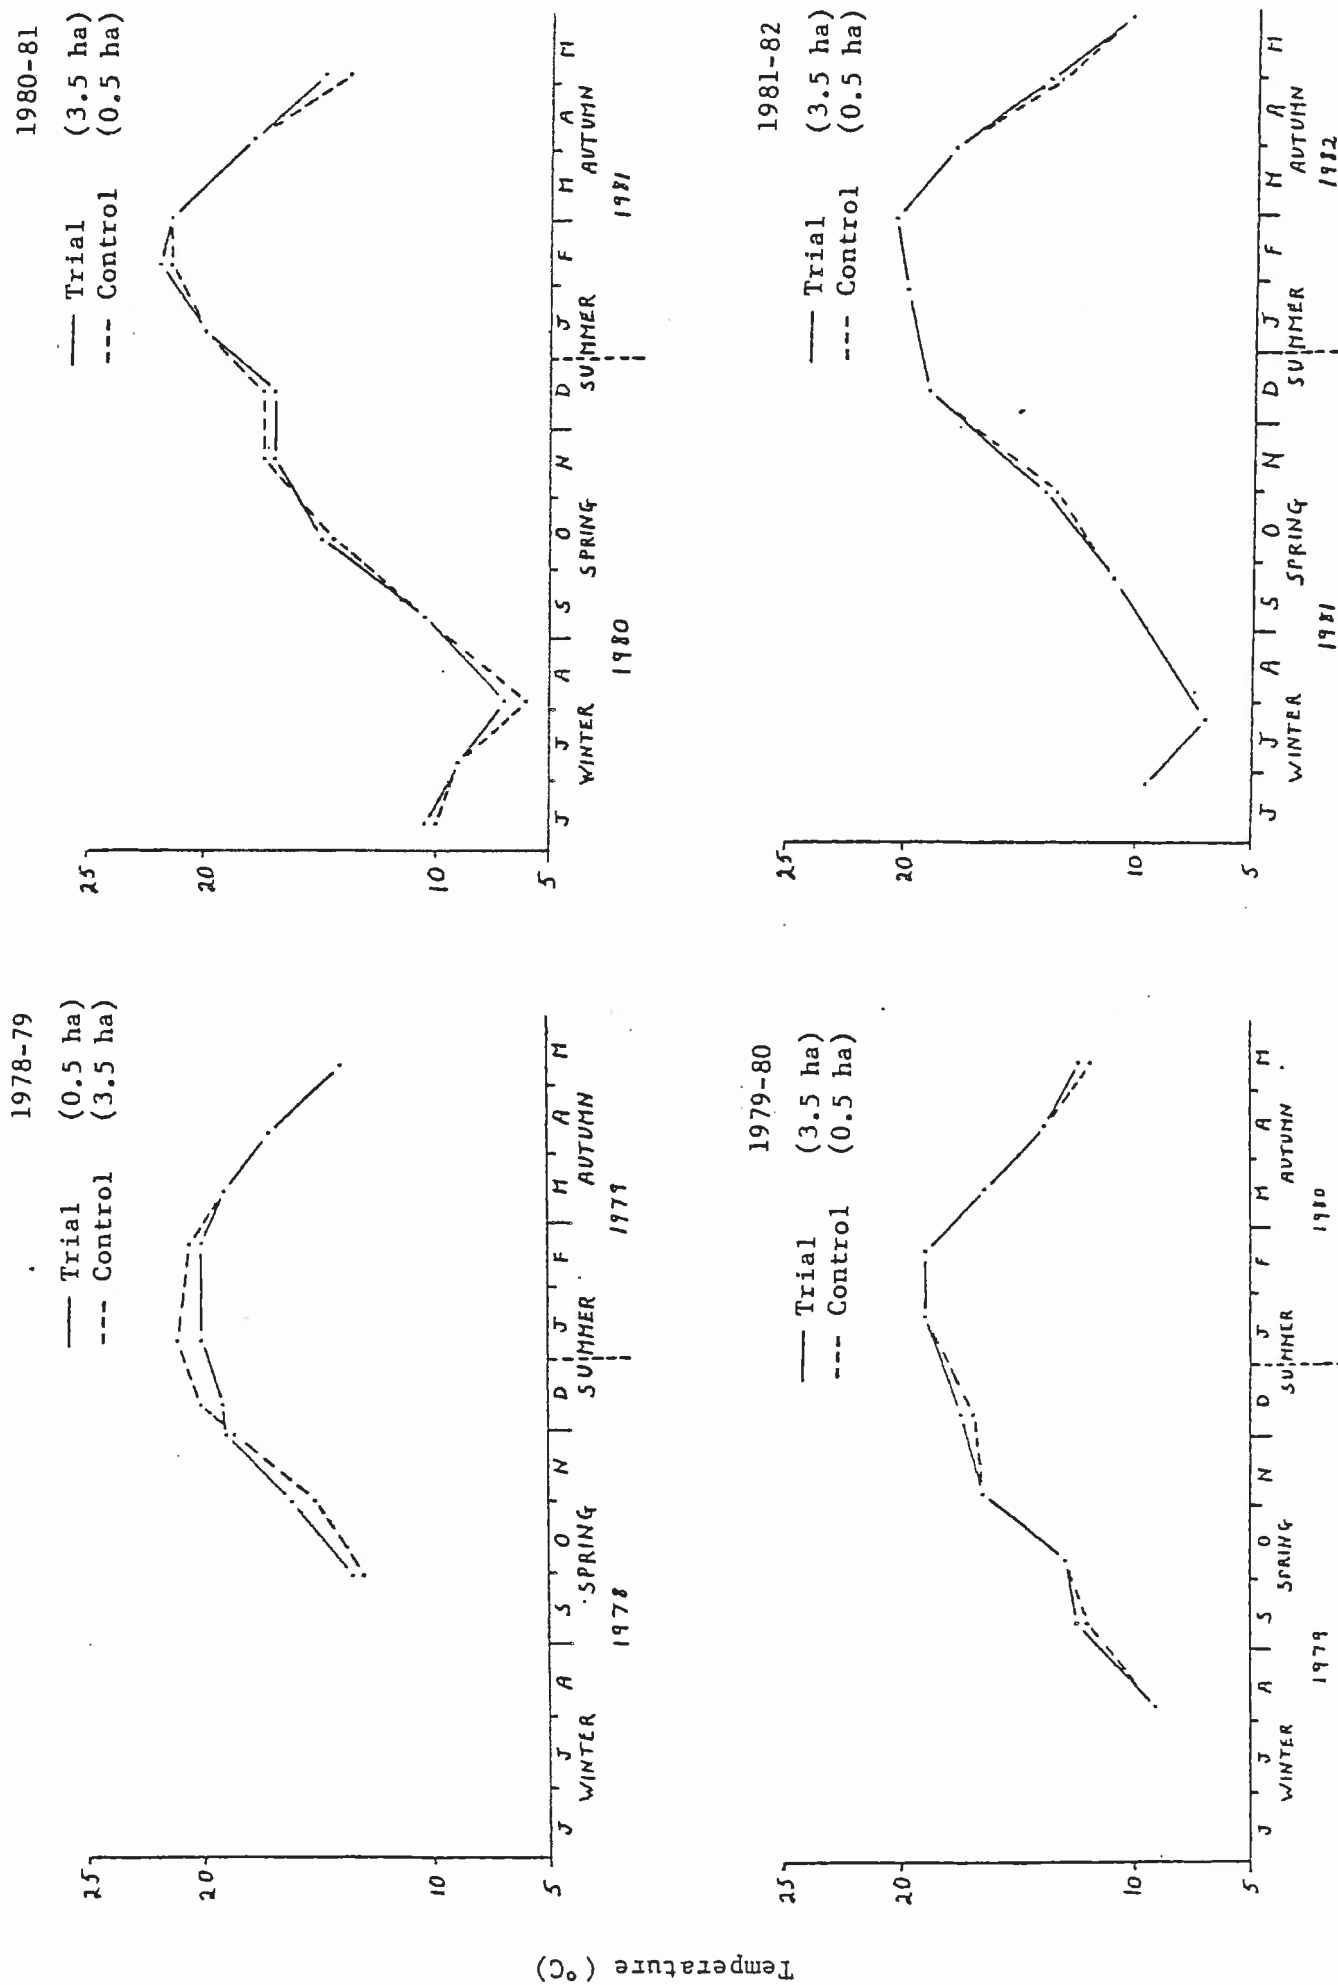 Temperature (°C)
1978-79
—— Trial (0.5 ha)
--- Control (3.5 ha)
25
20
10
5
J J A S O N D J F M A M
WINTER SPRING SUMMER AUTUMN
1978 1979
1980-81
—— Trial (3.5 ha)
--- Control (0.5 ha)
25
20
10
5
J J A S O N D J F M A M
WINTER SPRING SUMMER AUTUMN
1980 1981
1979-80
—— Trial (3.5 ha)
--- Control (0.5 ha)
25
20
10
5
J J A S O N D J F M A M
WINTER SPRING SUMMER AUTUMN
1979 1980
1981-82
—— Trial (3.5 ha)
--- Control (0.5 ha)
25
20
10
5
J J A S O N D J F M A M
WINTER SPRING SUMMER AUTUMN
1981 1982